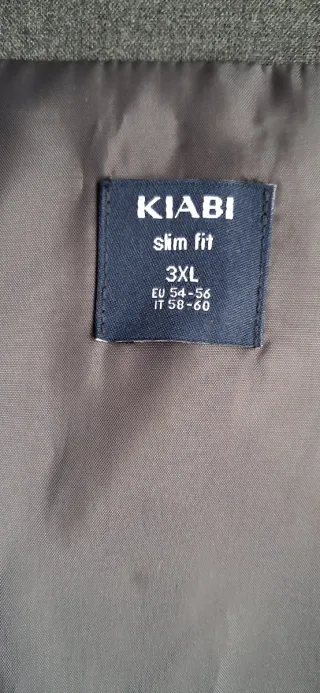 KIABI
slim fit
3XL
EU 54-56
IT 58-60